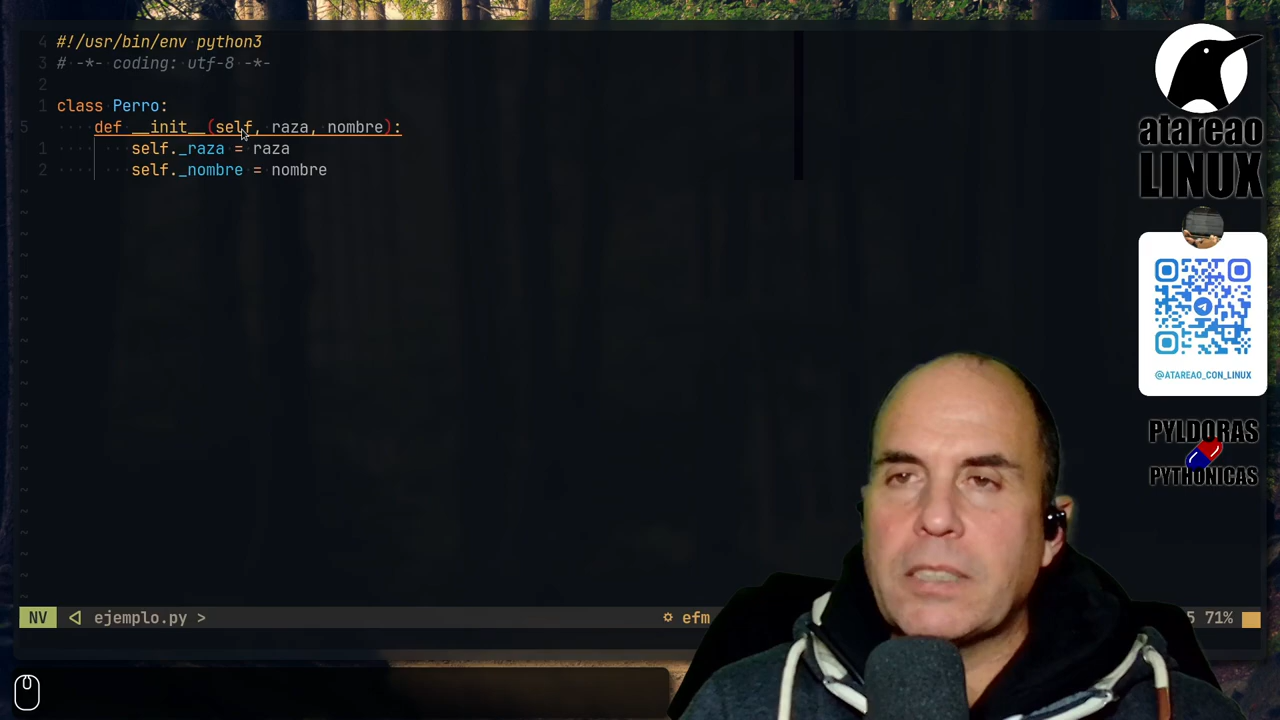 4 #!/usr/bin/env python3
3 # -*- coding: utf-8 -*-
2
1 class Perro:
5 def __init__(self, raza, nombre):
1 self._raza = raza
2 self._nombre = nombre
NV ejemplo.py > efm 5 71%
atareao
LINUX
@ATAREAO_CON_LINUX
PYLDORAS
PYTHONICAS